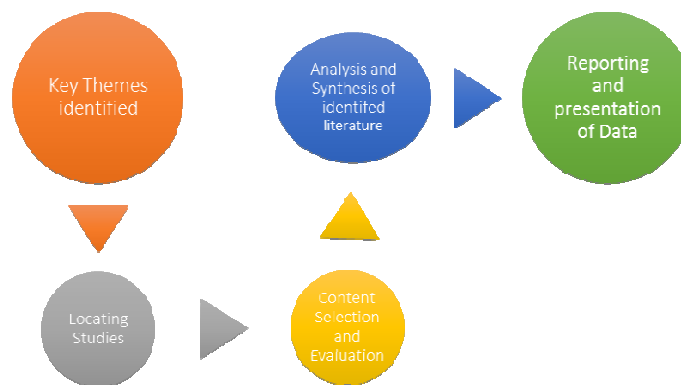 Key Themes
identified
Locating
Studies
Content
Selection
and
Evaluation
Analysis and
Synthesis of
identifed
literature
Reporting
and
presentation
of Data